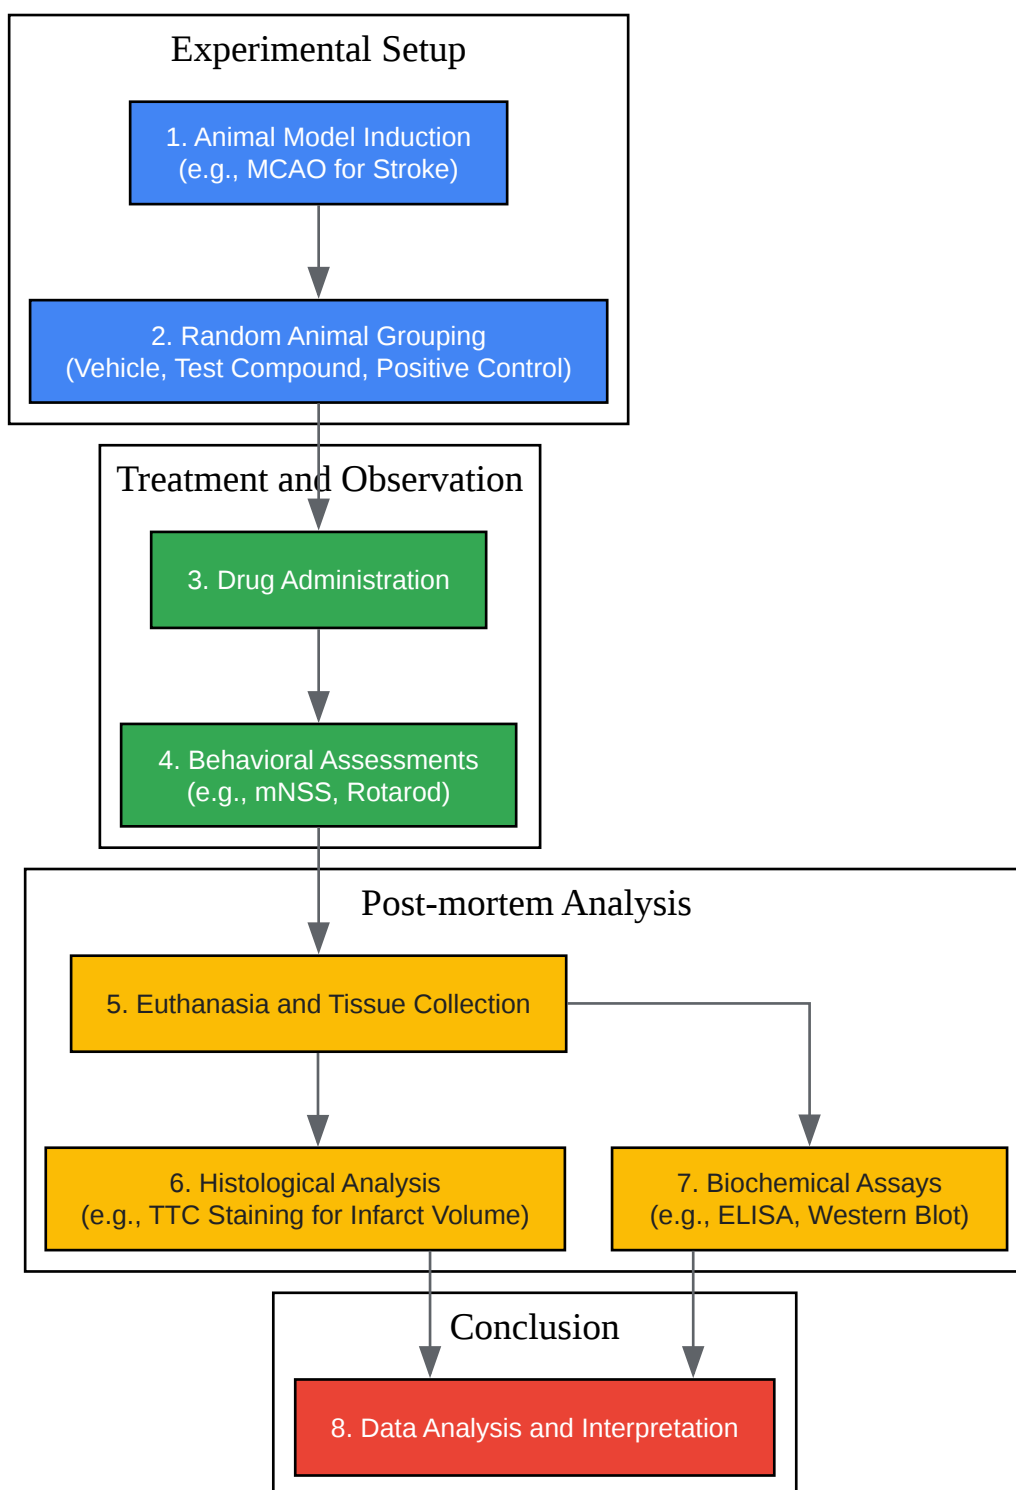 Experimental Setup
1. Animal Model Induction
(e.g., MCAO for Stroke)
2. Random Animal Grouping
(Vehicle, Test Compound, Positive Control)
Treatment and Observation
3. Drug Administration
4. Behavioral Assessments
(e.g., mNSS, Rotarod)
Post-mortem Analysis
5. Euthanasia and Tissue Collection
6. Histological Analysis
(e.g., TTC Staining for Infarct Volume)
7. Biochemical Assays
(e.g., ELISA, Western Blot)
Conclusion
8. Data Analysis and Interpretation